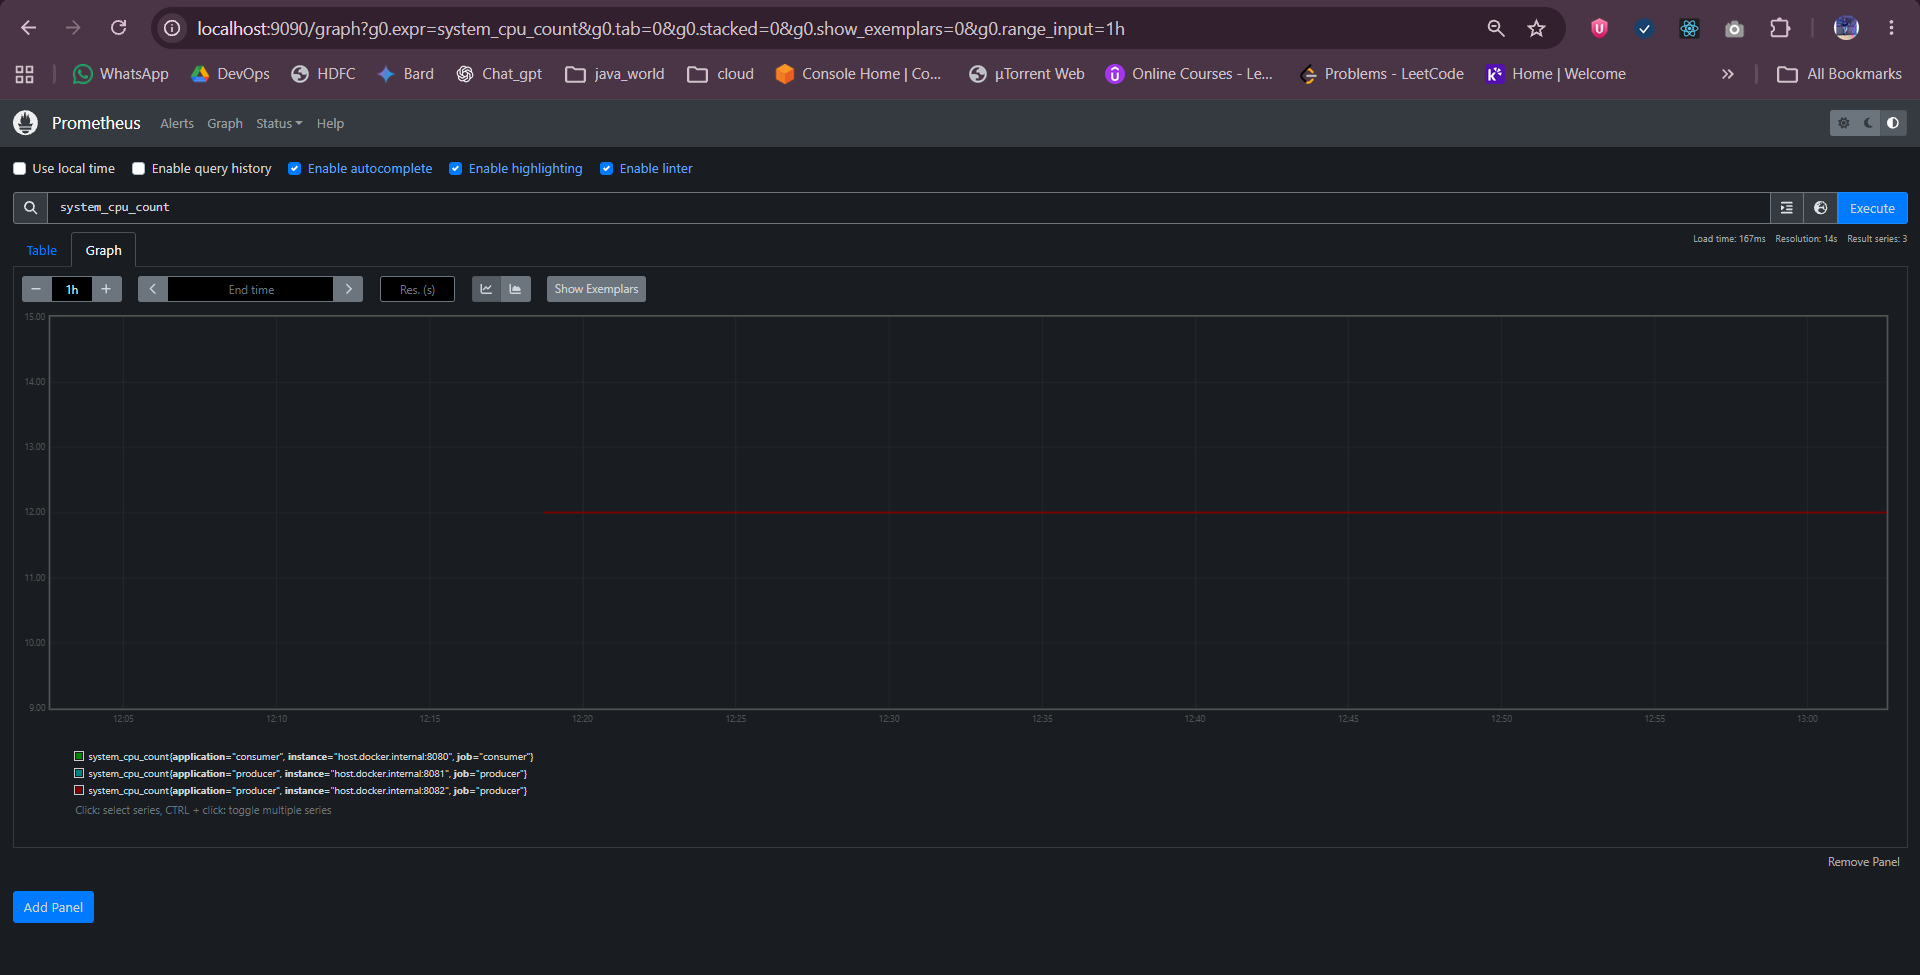 localhost:9090/graph?g0.expr=system_cpu_count&g0.tab=0&g0.stacked=0&g0.show_exemplars=0&g0.range_input=1h
WhatsApp DevOps HDFC Bard Chat_gpt java_world cloud Console Home | Co... µTorrent Web Online Courses - Le... Problems - LeetCode Home | Welcome » All Bookmarks
Prometheus Alerts Graph Status Help
Use local time Enable query history Enable autocomplete Enable highlighting Enable linter
system_cpu_count Execute
Load time: 167ms Resolution: 14s Result series: 3
Table Graph
− 1h + < End time > Res. (s) Show Exemplars
15.00
14.00
13.00
12.00
11.00
10.00
9.00
12:05 12:10 12:15 12:20 12:25 12:30 12:35 12:40 12:45 12:50 12:55 13:00
system_cpu_count{application="consumer", instance="host.docker.internal:8080", job="consumer"}
system_cpu_count{application="producer", instance="host.docker.internal:8081", job="producer"}
system_cpu_count{application="producer", instance="host.docker.internal:8082", job="producer"}
Click: select series, CTRL + click: toggle multiple series
Remove Panel
Add Panel